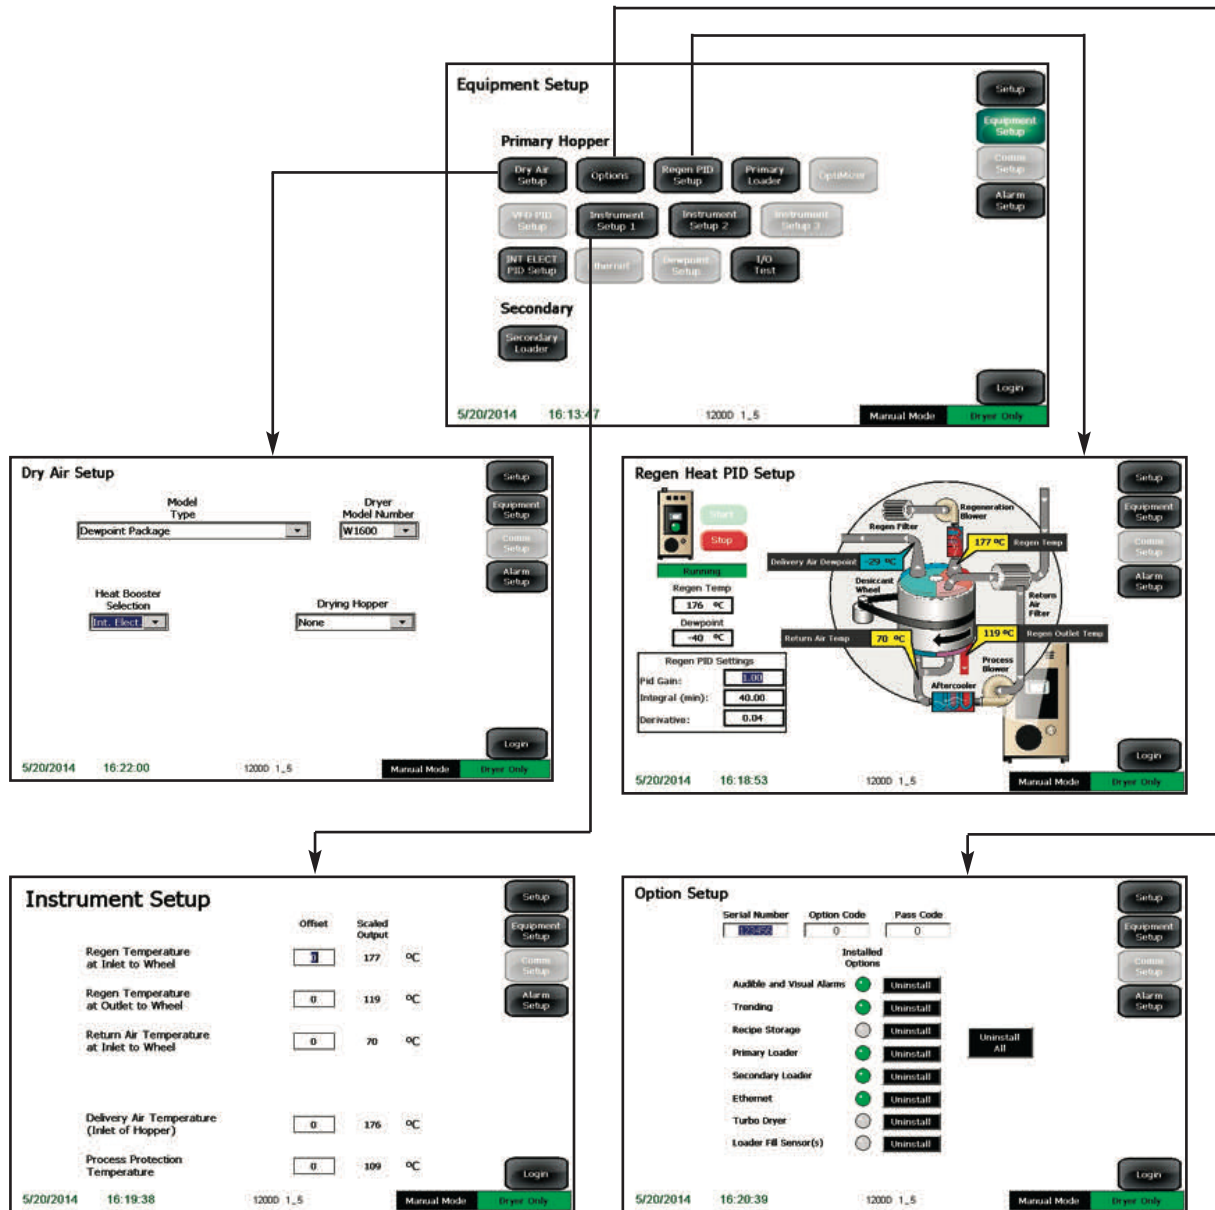 Equipment Setup
Setup
Equipment
Setup
Comm
Setup
Alarm
Setup
Primary Hopper
Dry Air
Setup
Options
Regen PID
Setup
Primary
Loader
OptiMizer
VFD PID
Setup
Instrument
Setup 1
Instrument
Setup 2
Instrument
Setup 3
INT ELECT
PID Setup
Ethernet
Dewpoint
Setup
I/O
Test
Secondary
Secondary
Loader
Login
5/20/2014 16:13:47 1200D 1_5 Manual Mode Dryer Only
Dry Air Setup
Model
Type
Dewpoint Package
Dryer
Model Number
W1600
Heat Booster
Selection
Int. Elect.
Drying Hopper
None
Setup
Equipment
Setup
Comm
Setup
Alarm
Setup
Login
5/20/2014 16:22:00 1200D 1_5 Manual Mode Dryer Only
Regen Heat PID Setup
Start
Stop
Running
Regen Temp
176 ºC
Dewpoint
-40 ºC
Regen PID Settings
Pid Gain: 1.00
Integral (min): 40.00
Derivative: 0.04
Regen Filter
Regeneration
Blower
177 ºC Regen Temp
Delivery Air Dewpoint -29 ºC
Desiccant
Wheel
Return
Air
Filter
Return Air Temp 70 ºC
119 ºC Regen Outlet Temp
Process
Blower
Aftercooler
Setup
Equipment
Setup
Comm
Setup
Alarm
Setup
Login
5/20/2014 16:18:53 1200D 1_5 Manual Mode Dryer Only
Instrument Setup
Offset
Scaled
Output
Regen Temperature
at Inlet to Wheel
0 177 ºC
Regen Temperature
at Outlet to Wheel
0 119 ºC
Return Air Temperature
at Inlet to Wheel
0 70 ºC
Delivery Air Temperature
(Inlet of Hopper)
0 176 ºC
Process Protection
Temperature
0 109 ºC
Setup
Equipment
Setup
Comm
Setup
Alarm
Setup
Login
5/20/2014 16:19:38 1200D 1_5 Manual Mode Dryer Only
Option Setup
Serial Number Option Code Pass Code
123456 0 0
Installed
Options
Audible and Visual Alarms Uninstall
Trending Uninstall
Recipe Storage Uninstall
Primary Loader Uninstall
Secondary Loader Uninstall
Ethernet Uninstall
Turbo Dryer Uninstall
Loader Fill Sensor(s) Uninstall
Uninstall
All
Setup
Equipment
Setup
Comm
Setup
Alarm
Setup
Login
5/20/2014 16:20:39 1200D 1_5 Manual Mode Dryer Only